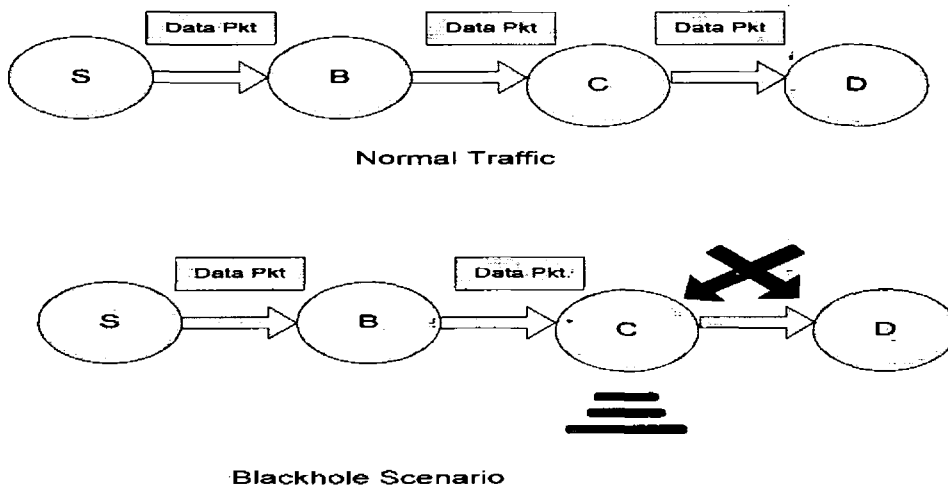 Data Pkt Data Pkt Data Pkt
S B C D
Normal Traffic
Data Pkt Data Pkt.
S B C D
Blackhole Scenario